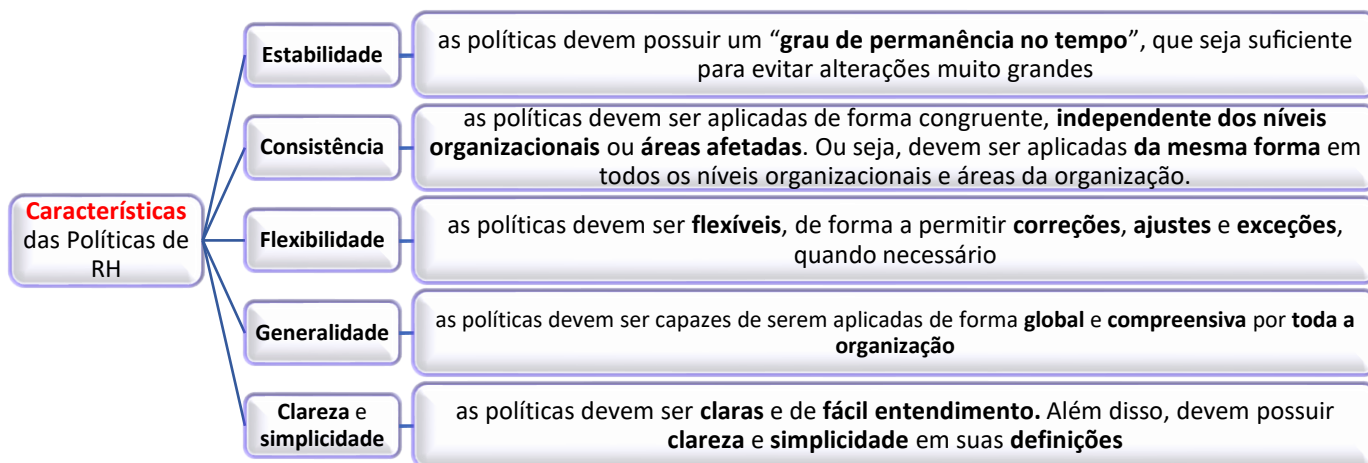 Características
das Políticas de
RH
Estabilidade
as políticas devem possuir um “grau de permanência no tempo”, que seja suficiente
para evitar alterações muito grandes
Consistência
as políticas devem ser aplicadas de forma congruente, independente dos níveis
organizacionais ou áreas afetadas. Ou seja, devem ser aplicadas da mesma forma em
todos os níveis organizacionais e áreas da organização.
Flexibilidade
as políticas devem ser flexíveis, de forma a permitir correções, ajustes e exceções,
quando necessário
Generalidade
as políticas devem ser capazes de serem aplicadas de forma global e compreensiva por toda a
organização
Clareza e
simplicidade
as políticas devem ser claras e de fácil entendimento. Além disso, devem possuir
clareza e simplicidade em suas definições